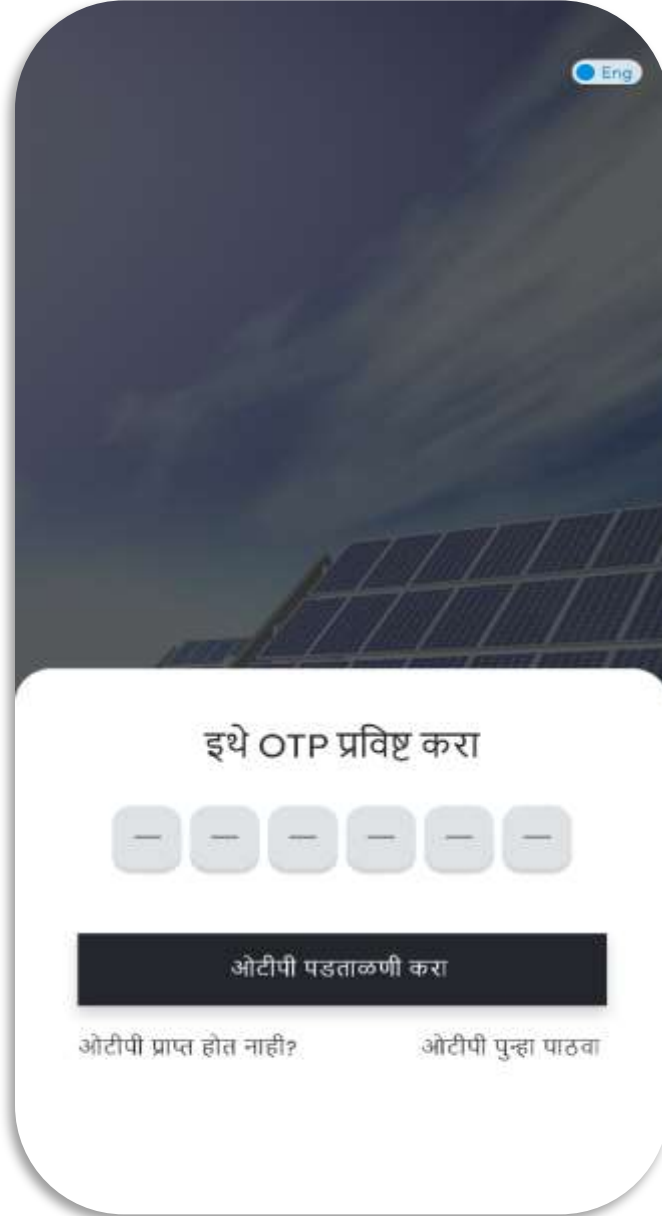 Eng
इथे OTP प्रविष्ट करा
ओटीपी पडताळणी करा
ओटीपी प्राप्त होत नाही? ओटीपी पुन्हा पाठवा